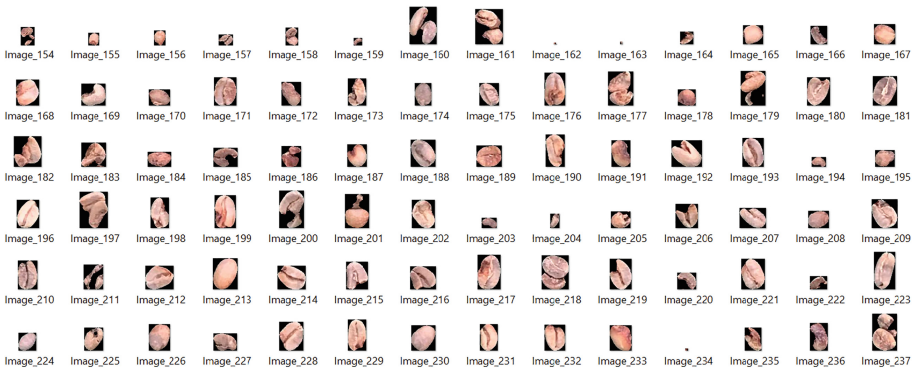 Image_154 Image_155 Image_156 Image_157 Image_158 Image_159 Image_160 Image_161 Image_162 Image_163 Image_164 Image_165 Image_166 Image_167
Image_168 Image_169 Image_170 Image_171 Image_172 Image_173 Image_174 Image_175 Image_176 Image_177 Image_178 Image_179 Image_180 Image_181
Image_182 Image_183 Image_184 Image_185 Image_186 Image_187 Image_188 Image_189 Image_190 Image_191 Image_192 Image_193 Image_194 Image_195
Image_196 Image_197 Image_198 Image_199 Image_200 Image_201 Image_202 Image_203 Image_204 Image_205 Image_206 Image_207 Image_208 Image_209
Image_210 Image_211 Image_212 Image_213 Image_214 Image_215 Image_216 Image_217 Image_218 Image_219 Image_220 Image_221 Image_222 Image_223
Image_224 Image_225 Image_226 Image_227 Image_228 Image_229 Image_230 Image_231 Image_232 Image_233 Image_234 Image_235 Image_236 Image_237